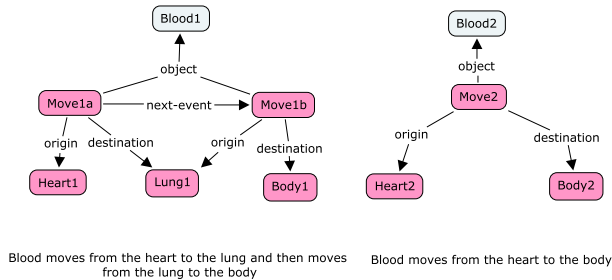 Blood1
object
Move1a
next-event
Move1b
origin
destination
origin
destination
Heart1
Lung1
Body1
Blood moves from the heart to the lung and then moves
from the lung to the body
Blood2
object
Move2
origin
destination
Heart2
Body2
Blood moves from the heart to the body